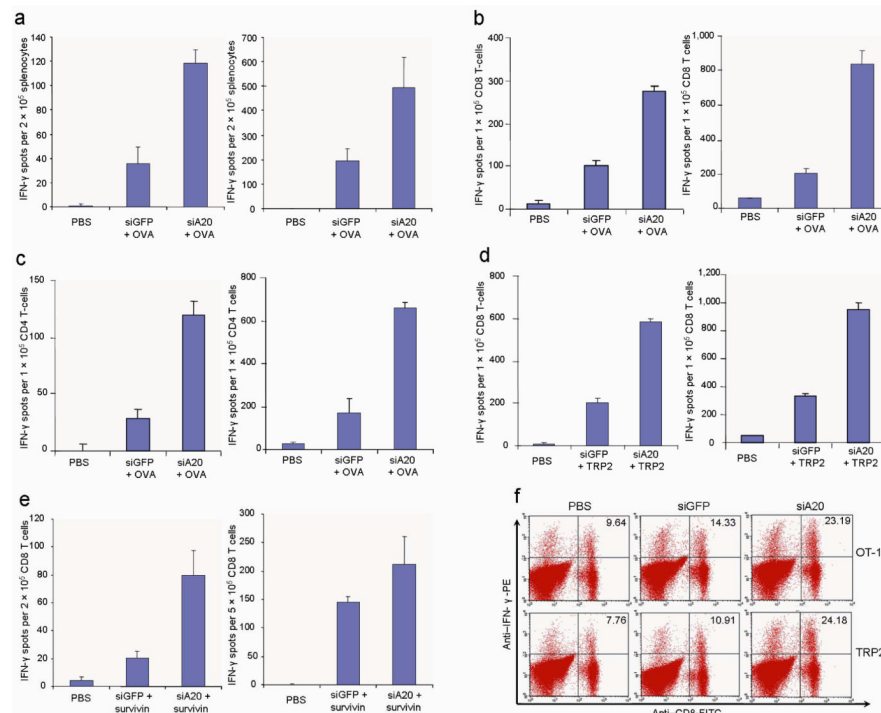 a
IFN-γ spots per 2 × 10⁵ splenocytes
120
100
80
60
40
20
0
PBS
siGFP
+ OVA
siA20
+ OVA
IFN-γ spots per 2 × 10⁵ splenocytes
700
600
500
400
300
200
0
PBS
siGFP
+ OVA
siA20
+ OVA
b
IFN-γ spots per 1 × 10⁵ CD8 T-cells
400
300
200
100
0
PBS
siGFP
+ OVA
siA20
+ OVA
IFN-γ spots per 1 × 10⁵ CD8 T cells
1,000
800
600
400
200
0
PBS
siGFP
+ OVA
siA20
+ OVA
c
IFN-γ spots per 1 × 10⁵ CD4 T-cells
150
100
50
0
PBS
siGFP
+ OVA
siA20
+ OVA
IFN-γ spots per 1 × 10⁵ CD4 T cells
800
600
400
200
0
PBS
siGFP
+ OVA
siA20
+ OVA
d
IFN-γ spots per 1 × 10⁵ CD8 T-cells
800
600
400
200
0
PBS
siGFP
+ TRP2
siA20
+ TRP2
IFN-γ spots per 1 × 10⁵ CD8 T cells
1,000
800
600
400
200
0
PBS
siGFP
+ TRP2
siA20
+ TRP2
e
IFN-γ spots per 2 × 10⁵ CD8 T cells
120
80
60
40
20
0
PBS
siGFP +
survivin
siA20 +
survivin
IFN-γ spots per 5 × 10⁵ CD8 T cells
300
250
200
150
100
50
0
PBS
siGFP +
survivin
siA20 +
survivin
f
PBS
siGFP
siA20
9.64
14.33
23.19
OT-1
7.76
10.91
24.18
TRP2
Anti–IFN- γ -PE
Anti–CD8-FITC